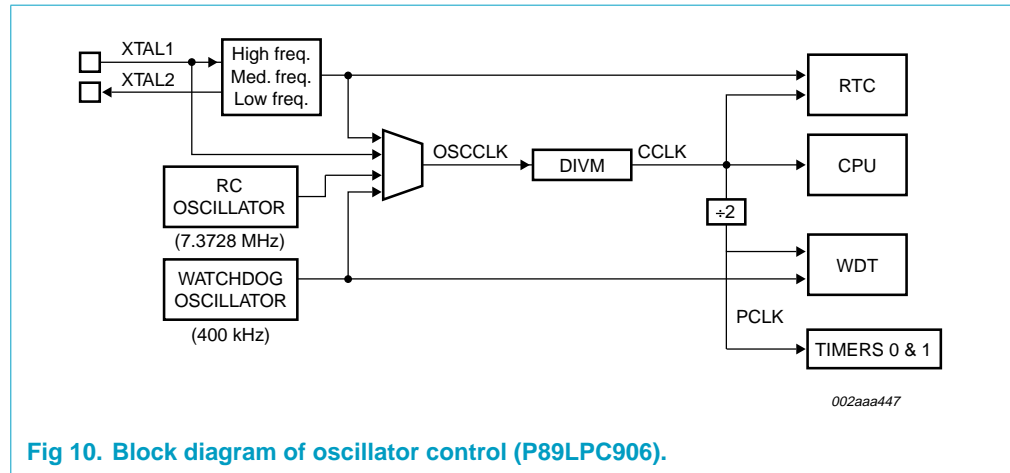 XTAL1
XTAL2
High freq.
Med. freq.
Low freq.
RTC
OSCCLK
DIVM
CCLK
CPU
RC
OSCILLATOR
(7.3728 MHz)
÷2
WATCHDOG
OSCILLATOR
(400 kHz)
WDT
PCLK
TIMERS 0 & 1
002aaa447
Fig 10. Block diagram of oscillator control (P89LPC906).